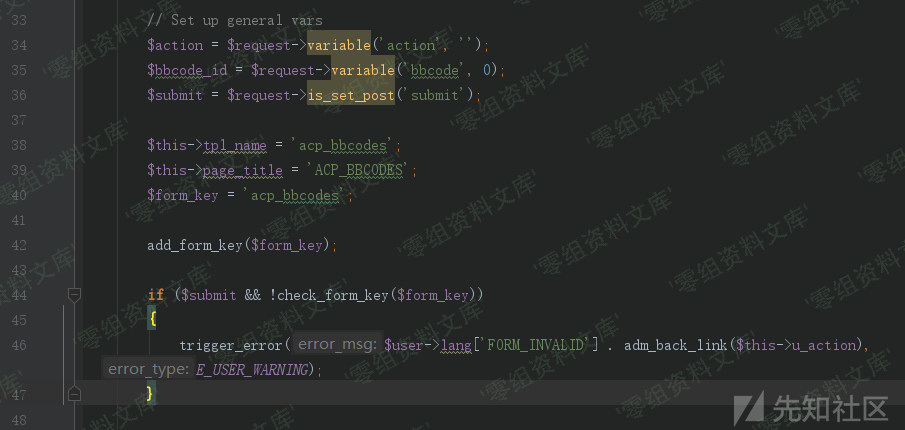 33 // Set up general vars
34 $action = $request->variable('action', '');
35 $bbcode_id = $request->variable('bbcode', 0);
36 $submit = $request->is_set_post('submit');
37
38 $this->tpl_name = 'acp_bbcodes';
39 $this->page_title = 'ACP_BBCODES';
40 $form_key = 'acp_bbcodes';
41
42 add_form_key($form_key);
43
44 if ($submit && !check_form_key($form_key))
45 {
46 trigger_error( error_msg: $user->lang['FORM_INVALID'] . adm_back_link($this->u_action),
error_type: E_USER_WARNING);
47 }
48
'零组资料文库'
先知社区